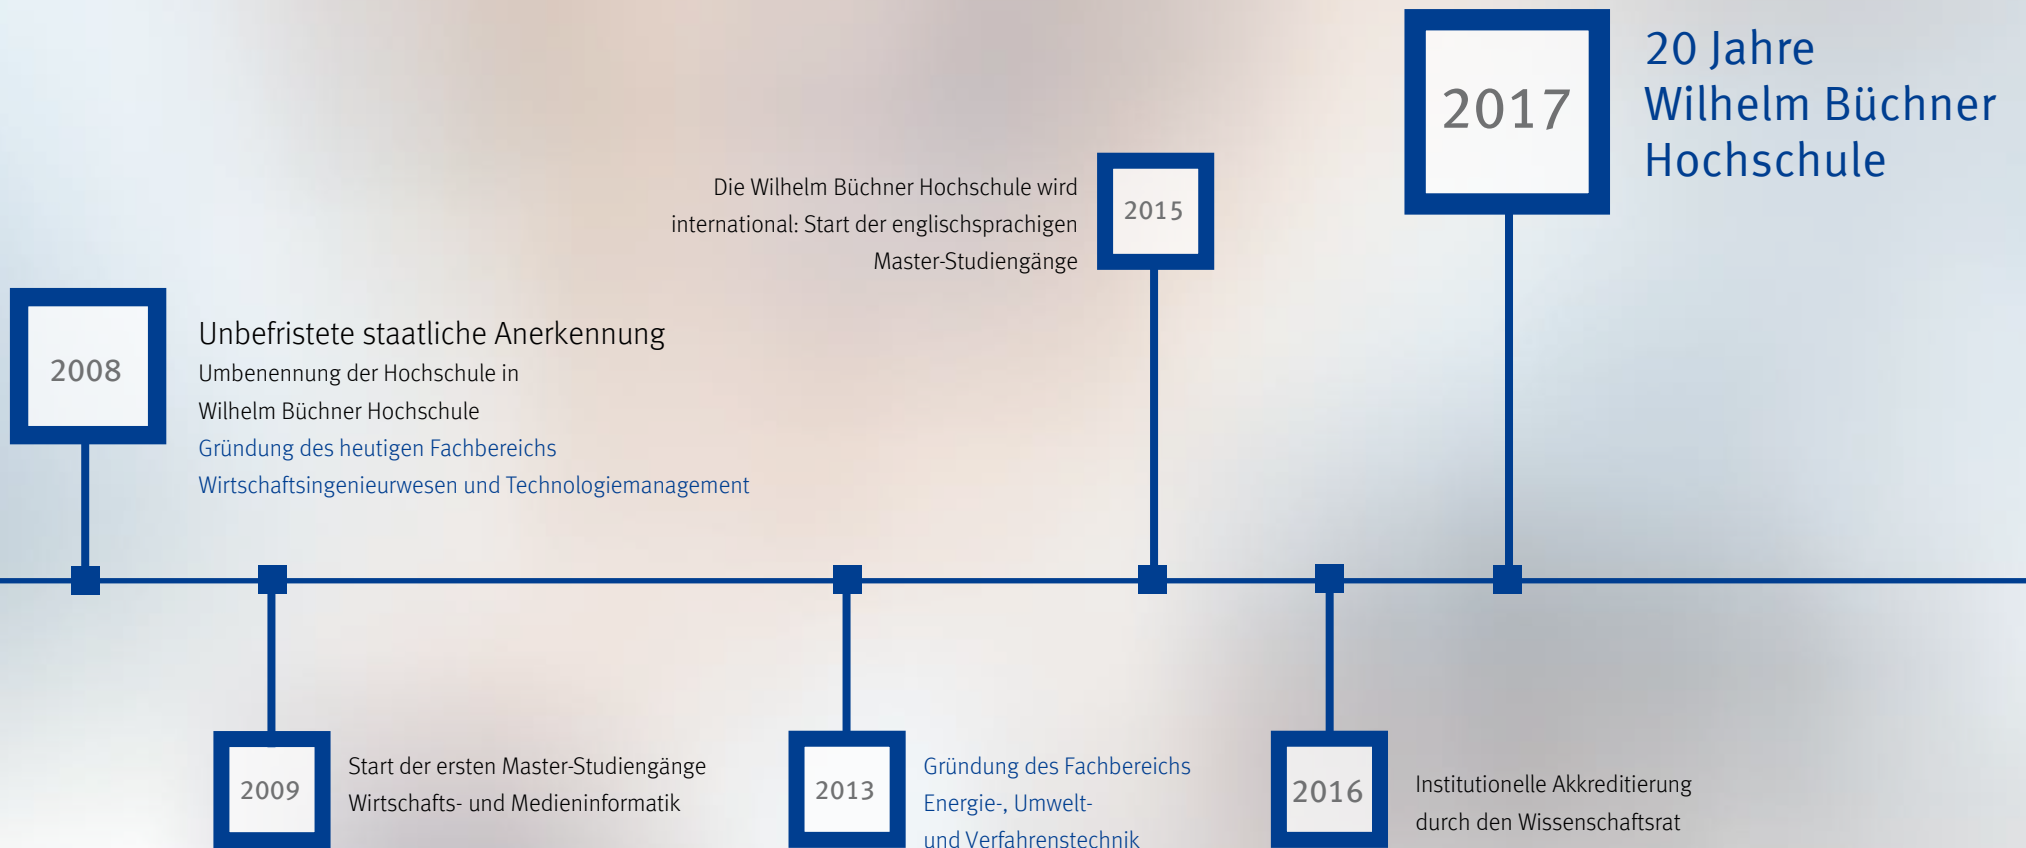 2008
Unbefristete staatliche Anerkennung
Umbenennung der Hochschule in
Wilhelm Büchner Hochschule
Gründung des heutigen Fachbereichs
Wirtschaftsingenieurwesen und Technologiemanagement
2009
Start der ersten Master-Studiengänge
Wirtschafts- und Medieninformatik
2013
Gründung des Fachbereichs
Energie-, Umwelt-
und Verfahrenstechnik
Die Wilhelm Büchner Hochschule wird
international: Start der englischsprachigen
Master-Studiengänge
2015
2016
Institutionelle Akkreditierung
durch den Wissenschaftsrat
2017
20 Jahre
Wilhelm Büchner
Hochschule